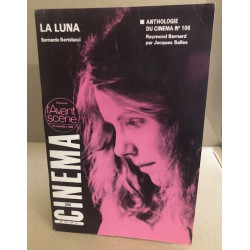 LA LUNA
Bernardo Bertolucci
■ ANTHOLOGIE
DU CINEMA N° 106
Raymond Bernard
par Jacques Salles
l'Avant
Scène
CINEMA